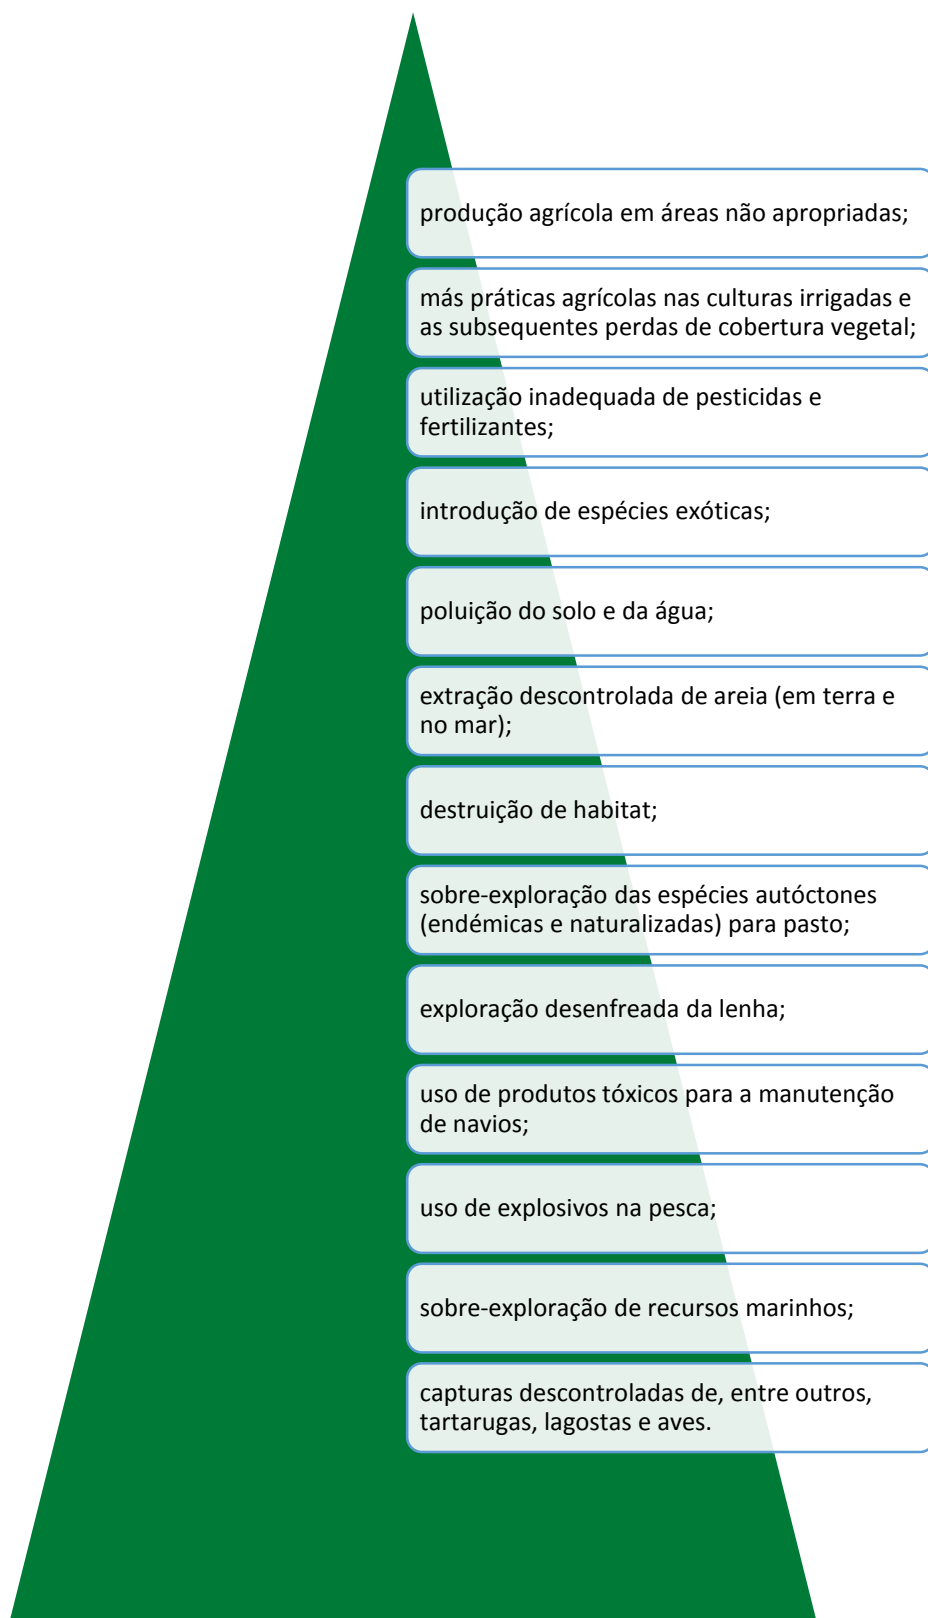 produção agrícola em áreas não apropriadas;
más práticas agrícolas nas culturas irrigadas e
as subsequentes perdas de cobertura vegetal;
utilização inadequada de pesticidas e
fertilizantes;
introdução de espécies exóticas;
poluição do solo e da água;
extração descontrolada de areia (em terra e
no mar);
destruição de habitat;
sobre-exploração das espécies autóctones
(endémicas e naturalizadas) para pasto;
exploração desenfreada da lenha;
uso de produtos tóxicos para a manutenção
de navios;
uso de explosivos na pesca;
sobre-exploração de recursos marinhos;
capturas descontroladas de, entre outros,
tartarugas, lagostas e aves.